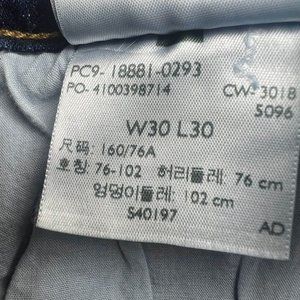 PC9- 18881-0293
PO- 4100398714 CW- 3018
5096
W30 L30
尺码: 160/76A
호칭: 76-102 허리둘레: 76 cm
엉덩이둘레: 102 cm
S40197
AD